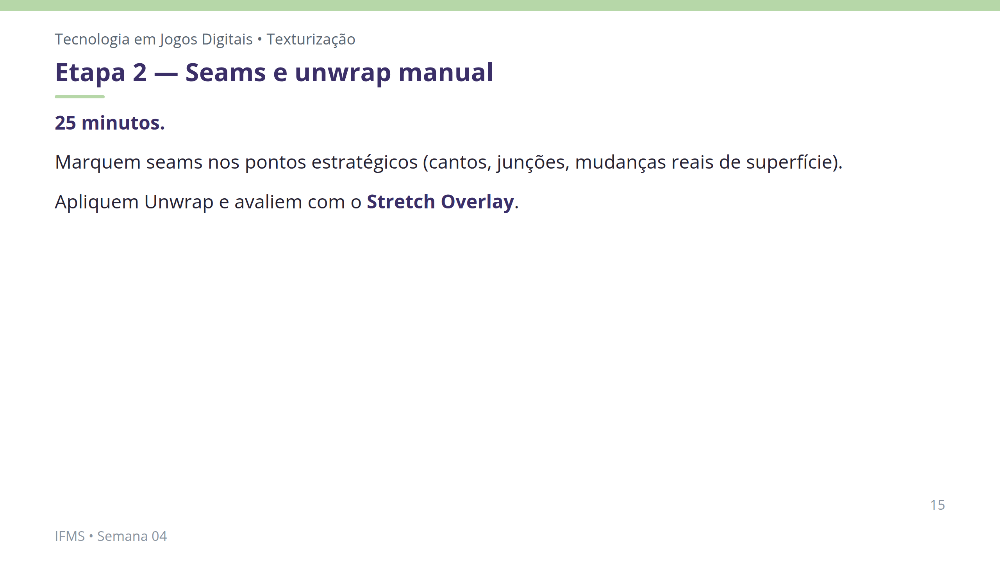 Tecnologia em Jogos Digitais • Texturização
Etapa 2 — Seams e unwrap manual
25 minutos.
Marquem seams nos pontos estratégicos (cantos, junções, mudanças reais de superfície).
Apliquem Unwrap e avaliem com o Stretch Overlay.
15
IFMS • Semana 04